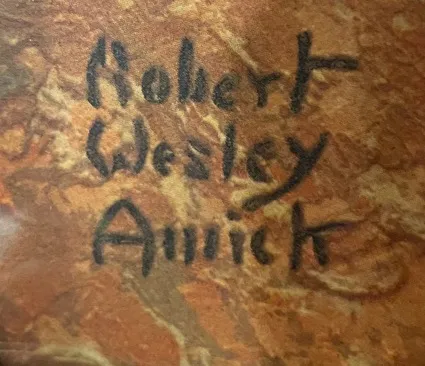 Robert
Wesley
Amick